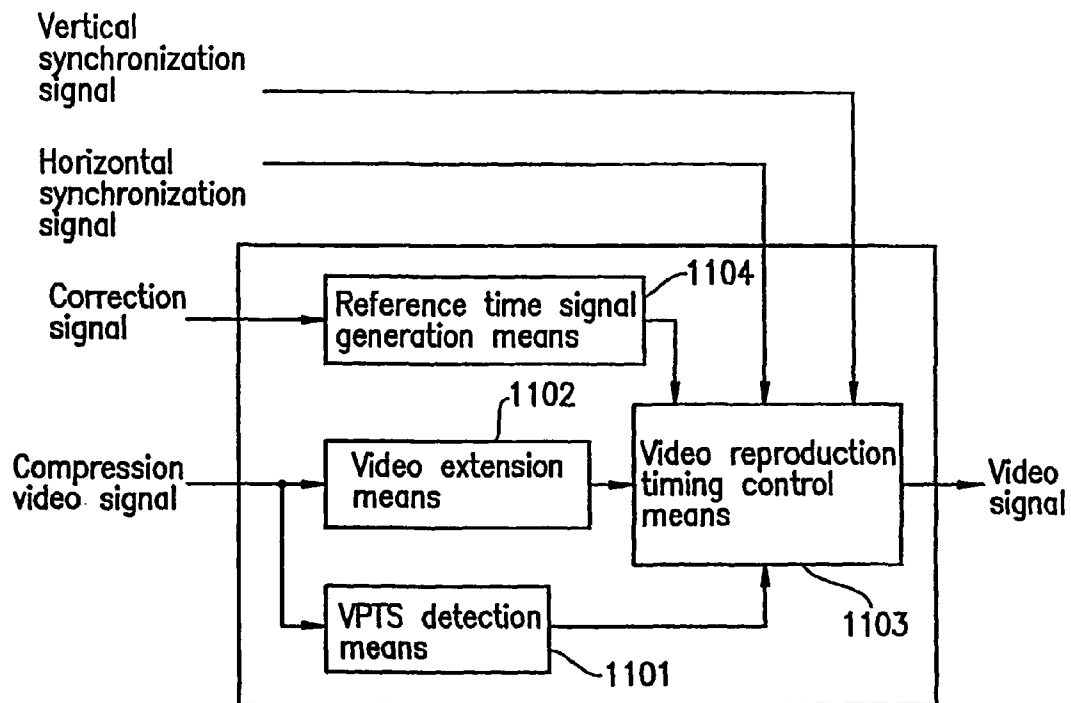 Vertical
synchronization
signal
Horizontal
synchronization
signal
Correction
signal
Reference time signal
generation means
1104
1102
Compression
video signal
Video extension
means
Video reproduction
timing control
means
Video
signal
VPTS detection
means
1103
1101